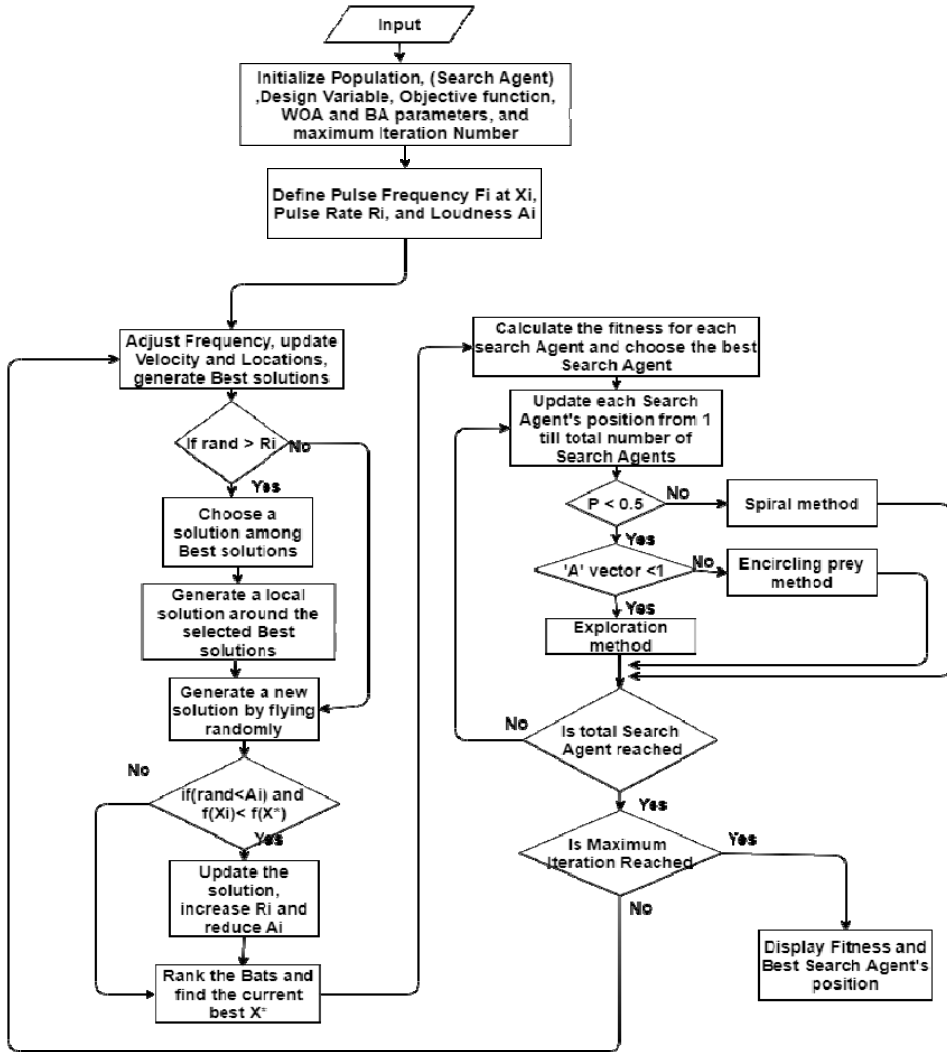 Input
Initialize Population, (Search Agent)
,Design Variable, Objective function,
WOA and BA parameters, and
maximum Iteration Number
Define Pulse Frequency Fi at Xi,
Pulse Rate Ri, and Loudness Ai
Adjust Frequency, update
Velocity and Locations,
generate Best solutions
If rand > Ri
No
Yes
Choose a
solution among
Best solutions
Generate a local
solution around the
selected Best
solutions
Generate a new
solution by flying
randomly
No
if(rand<Ai) and
f(Xi)< f(X*)
Yes
Update the
solution,
increase Ri and
reduce Ai
Rank the Bats and
find the current
best X*
Calculate the fitness for each
search Agent and choose the best
Search Agent
Update each Search
Agent's position from 1
till total number of
Search Agents
P < 0.5
No
Spiral method
Yes
'A' vector <1
No
Encircling prey
method
Yes
Exploration
method
No
Is total Search
Agent reached
Yes
Is Maximum
Iteration Reached
Yes
No
Display Fitness and
Best Search Agent's
position